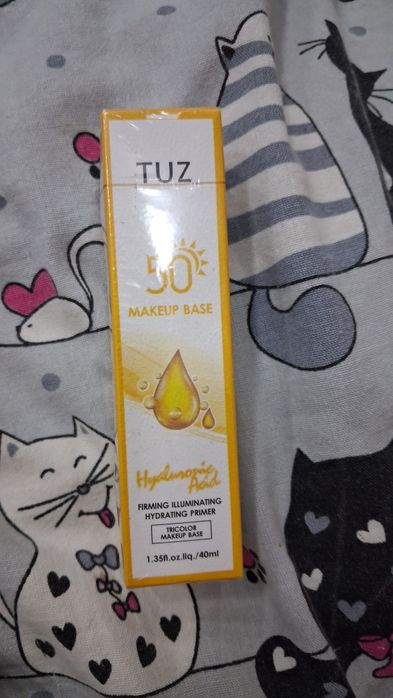 TUZ
50
MAKEUP BASE
Hyaluronic
Acid
FIRMING ILLUMINATING
HYDRATING PRIMER
TRICOLOR
MAKEUP BASE
1.35fl.oz.liq./40ml